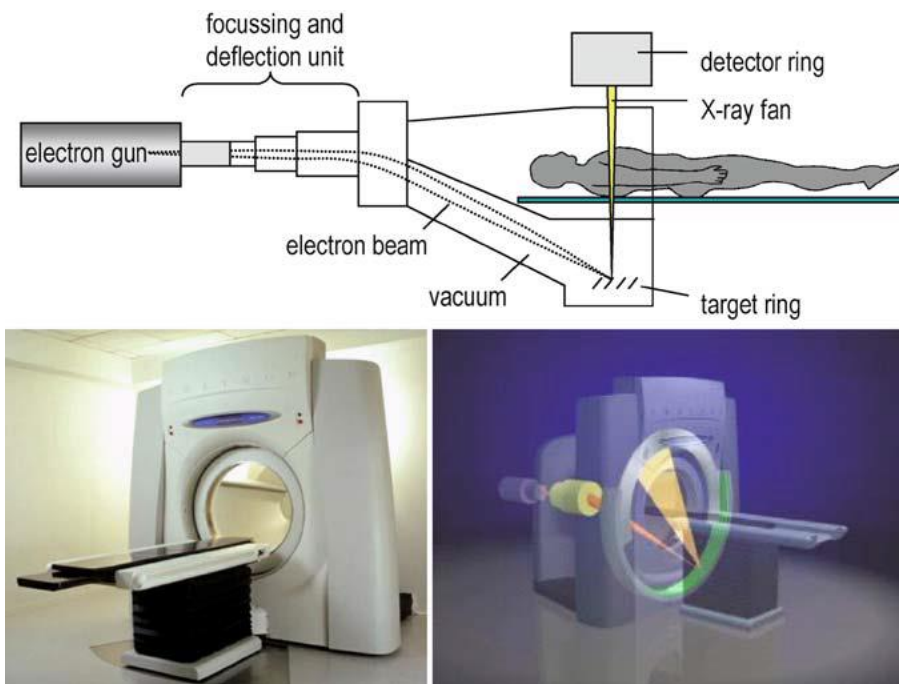 focussing and
deflection unit
detector ring
X-ray fan
electron gun
electron beam
vacuum
target ring